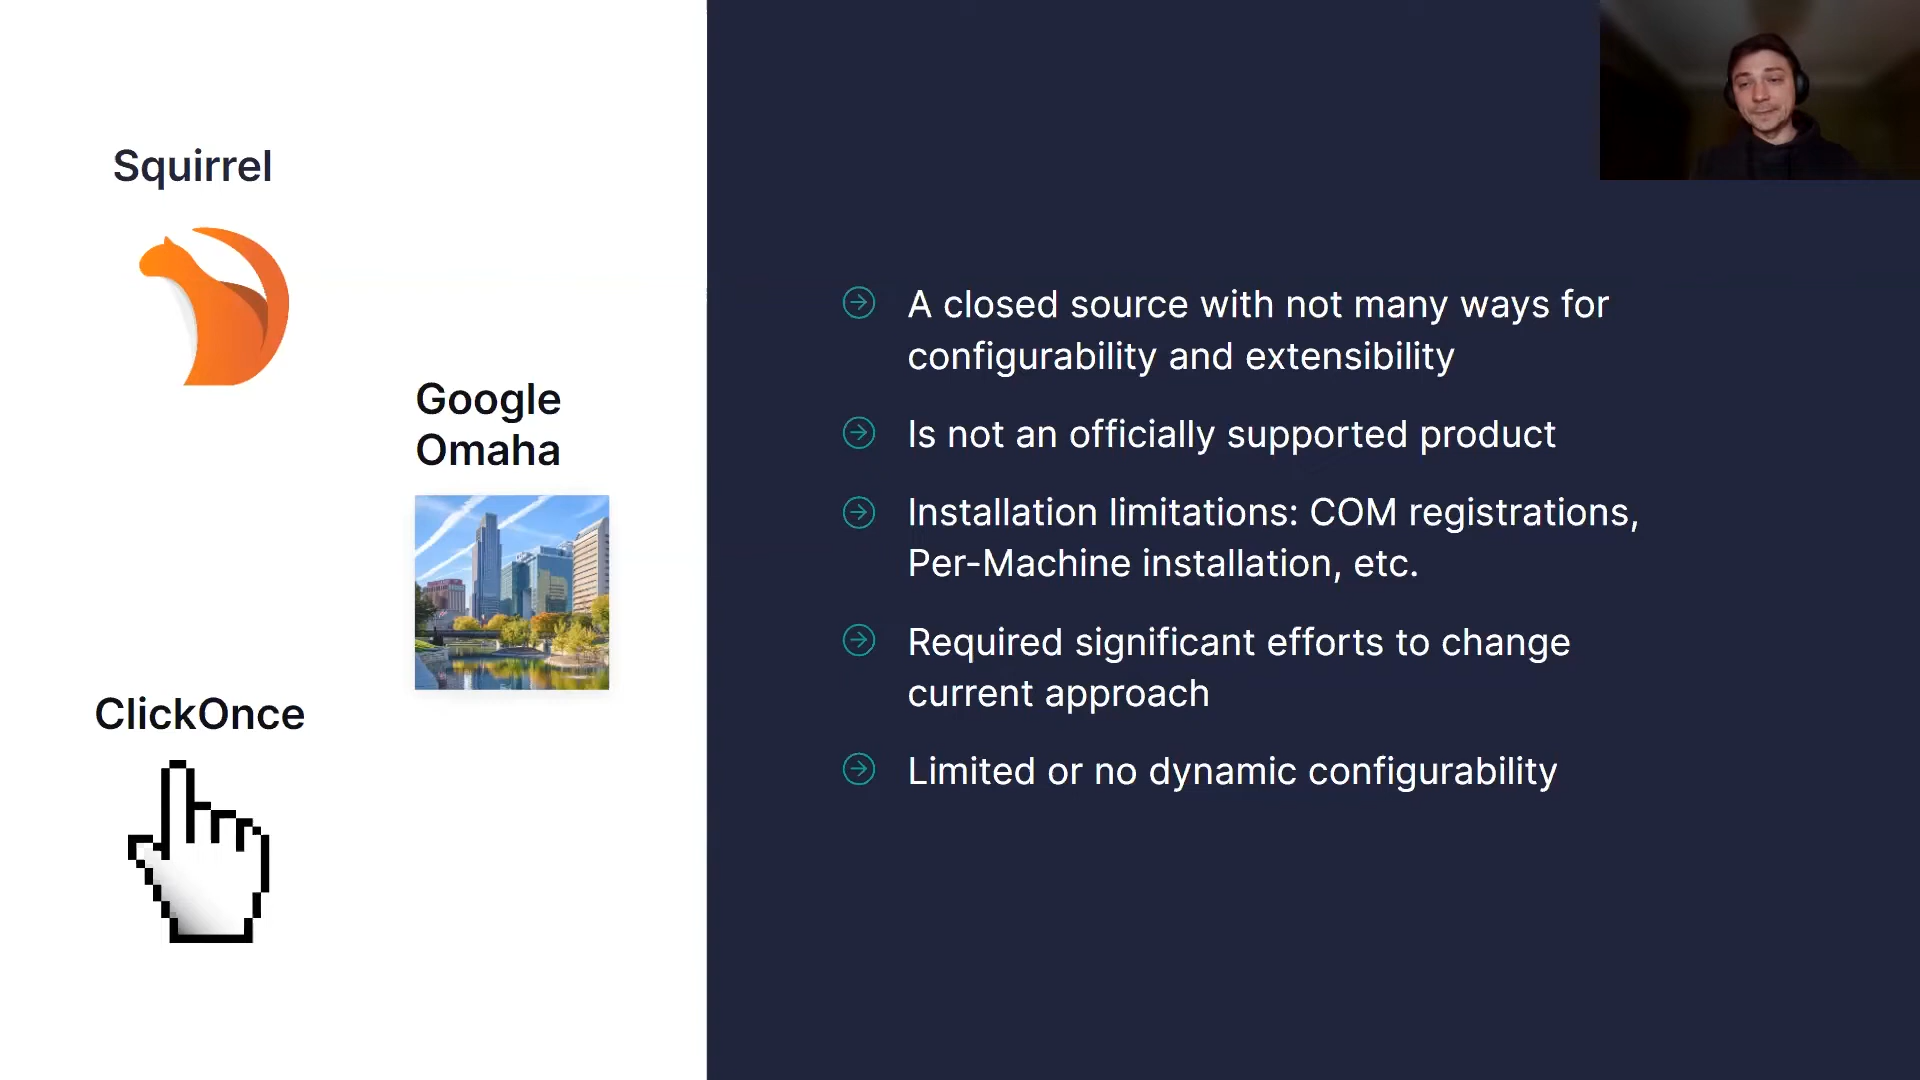 Squirrel
Google
Omaha
ClickOnce
A closed source with not many ways for
configurability and extensibility
Is not an officially supported product
Installation limitations: COM registrations,
Per-Machine installation, etc.
Required significant efforts to change
current approach
Limited or no dynamic configurability